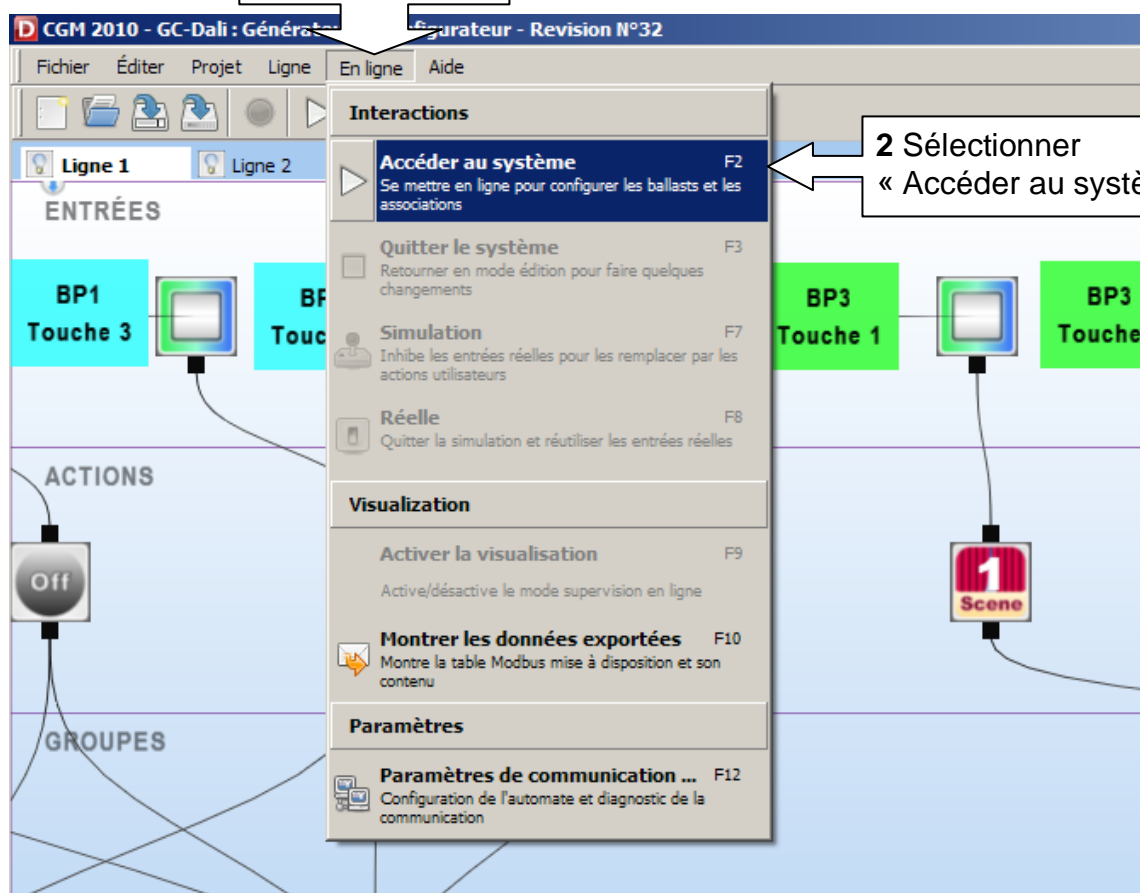 CGM 2010 - GC-Dali : Générate
figurateur - Revision N°32
Fichier Éditer Projet Ligne En ligne Aide
Interactions
Ligne 1 Ligne 2
Accéder au système F2
Se mettre en ligne pour configurer les ballasts et les
associations
2 Sélectionner
« Accéder au systè
ENTRÉES
Quitter le système F3
Retourner en mode édition pour faire quelques
changements
BP1
Touche 3
BP
Touc
Simulation F7
Inhibe les entrées réelles pour les remplacer par les
actions utilisateurs
BP3
Touche 1
BP3
Touche
Réelle F8
Quitter la simulation et réutiliser les entrées réelles
ACTIONS
Visualization
Activer la visualisation F9
Active/désactive le mode supervision en ligne
Off
1
Scene
Montrer les données exportées F10
Montre la table Modbus mise à disposition et son
contenu
Paramètres
GROUPES
Paramètres de communication ... F12
Configuration de l'automate et diagnostic de la
communication